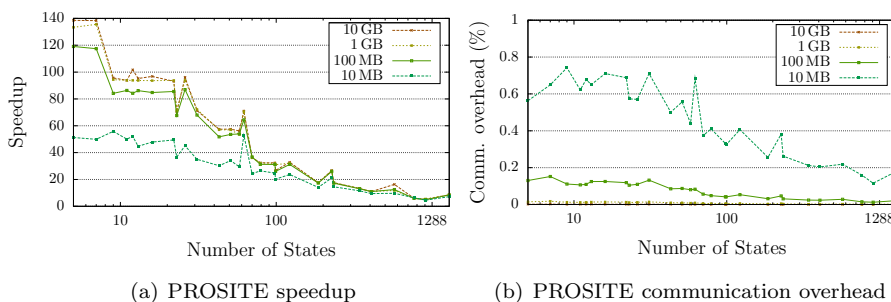 Speedup
140
120
100
80
60
40
20
0
10
100
1288
Number of States
10 GB
1 GB
100 MB
10 MB
(a) PROSITE speedup
Comm. overhead (%)
1
0.8
0.6
0.4
0.2
0
10
100
1288
Number of States
10 GB
1 GB
100 MB
10 MB
(b) PROSITE communication overhead